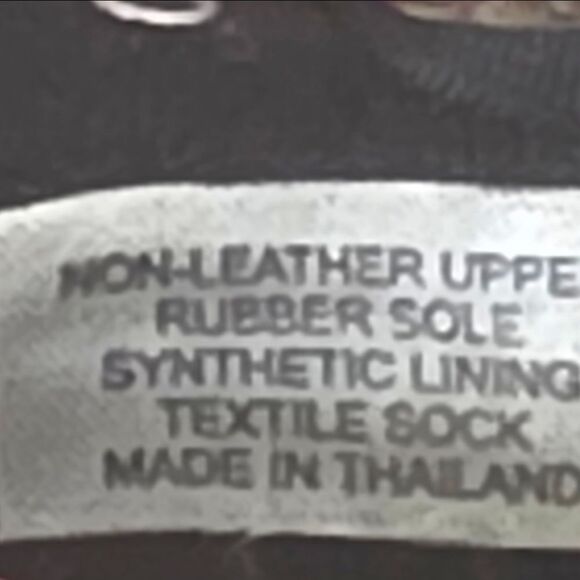 NON-LEATHER UPPE
RUBBER SOLE
SYNTHETIC LINING
TEXTILE SOCK
MADE IN THAILAND